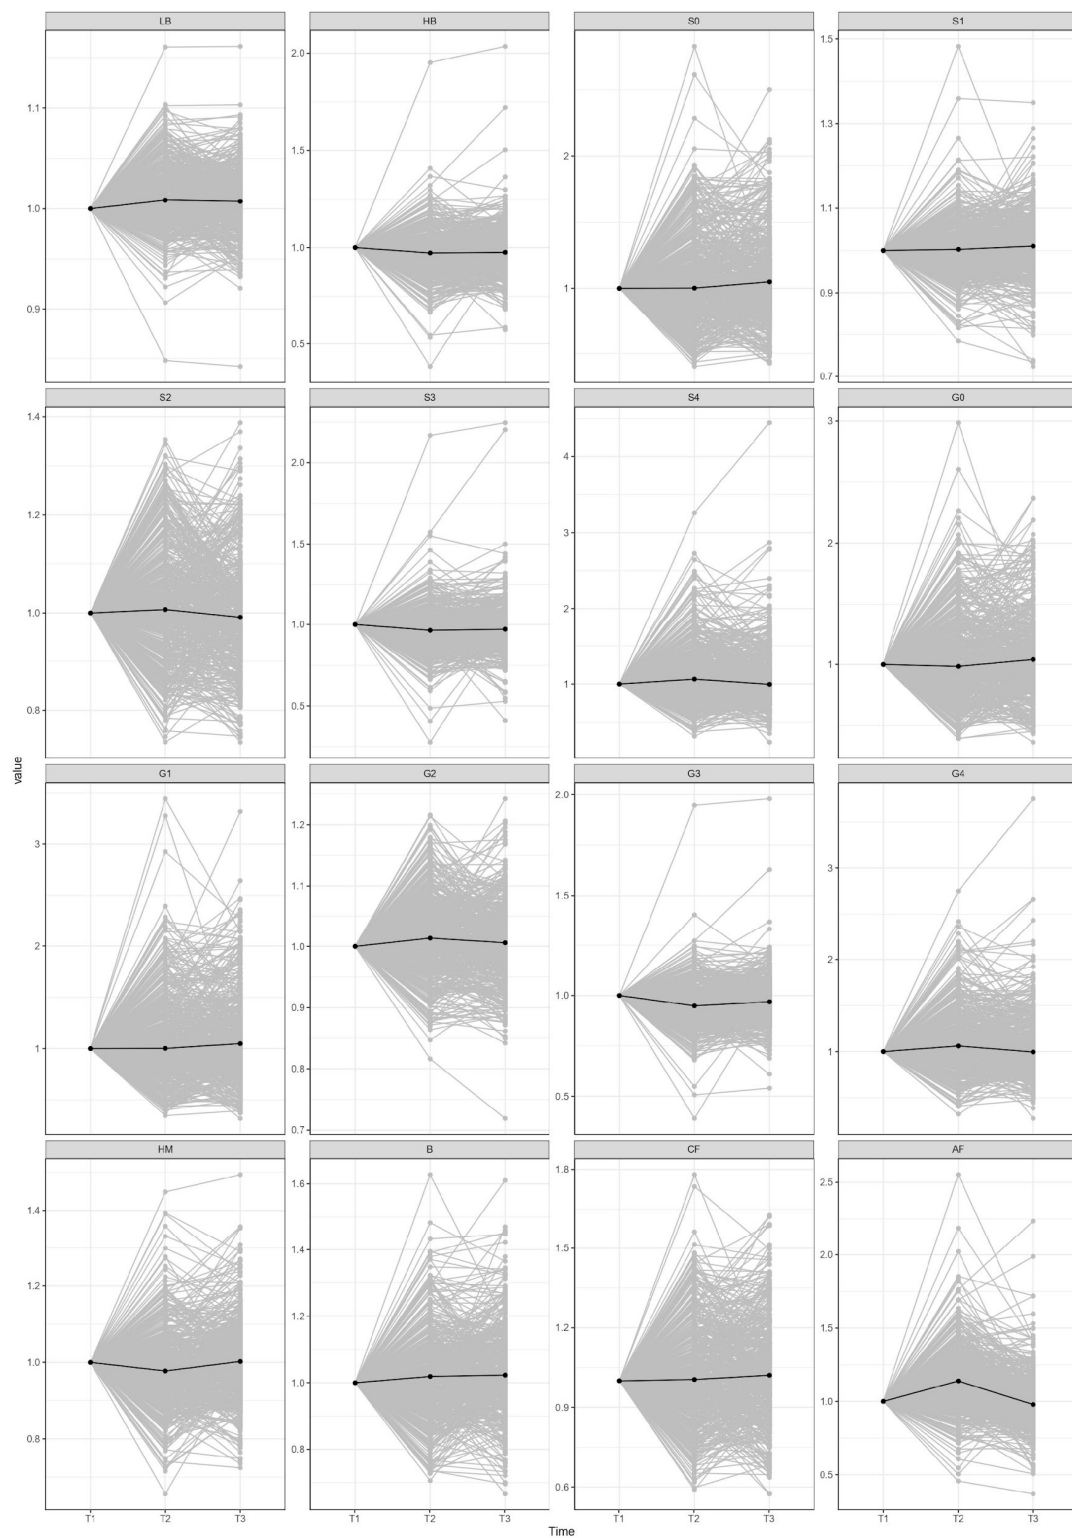 LB HB S0 S1
1.1 1.0 0.9
2.0 1.5 1.0 0.5
2 1
1.5 1.3 1.1 0.9 0.7
S2 S3 S4 G0
1.4 1.2 1.0 0.8
2.0 1.5 1.0 0.5
4 3 2 1
3 2 1
value
G1 G2 G3 G4
3 2 1
1.2 1.1 1.0 0.9 0.8 0.7
2.0 1.5 1.0 0.5
3 2 1
HM B CF AF
1.4 1.2 1.0 0.8
1.6 1.4 1.2 1.0 0.8
1.8 1.5 1.2 0.9 0.6
2.5 2.0 1.5 1.0 0.5
T1 T2 T3 T1 T2 T3 T1 T2 T3 T1 T2 T3
Time